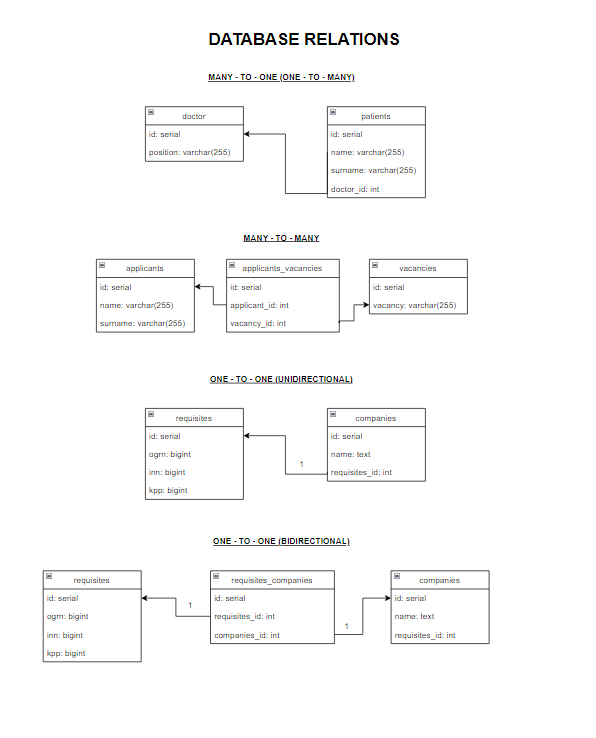 DATABASE RELATIONS
MANY - TO - ONE (ONE - TO - MANY)
doctor
id: serial
position: varchar(255)
patients
id: serial
name: varchar(255)
surname: varchar(255)
doctor_id: int
MANY - TO - MANY
applicants
id: serial
name: varchar(255)
surname: varchar(255)
applicants_vacancies
id: serial
applicant_id: int
vacancy_id: int
vacancies
id: serial
vacancy: varchar(255)
ONE - TO - ONE (UNIDIRECTIONAL)
requisites
id: serial
ogrn: bigint
inn: bigint
kpp: bigint
1
companies
id: serial
name: text
requisites_id: int
ONE - TO - ONE (BIDIRECTIONAL)
requisites
id: serial
ogrn: bigint
inn: bigint
kpp: bigint
1
requisites_companies
id: serial
requisites_id: int
companies_id: int
1
companies
id: serial
name: text
requisites_id: int